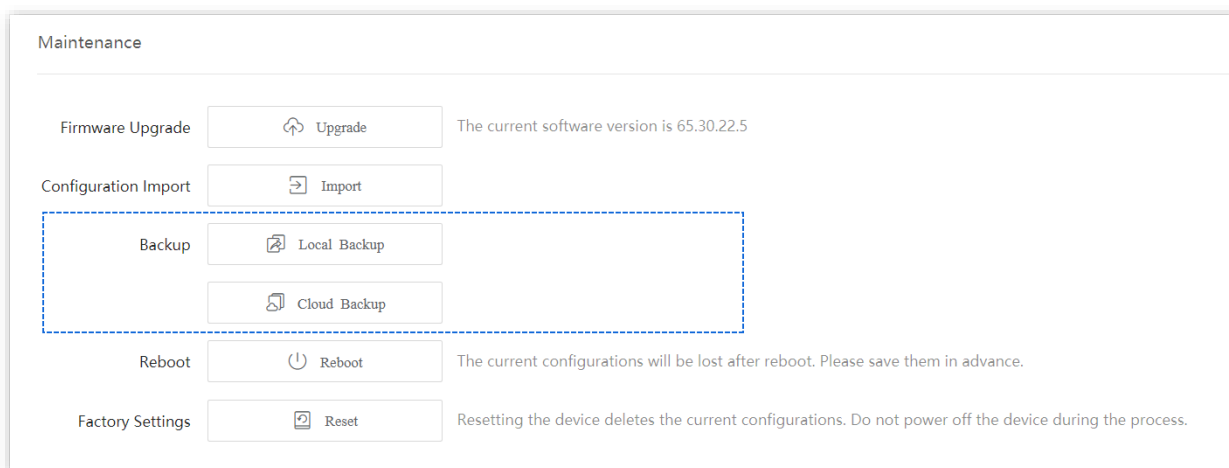 Maintenance
Firmware Upgrade Upgrade The current software version is 65.30.22.5
Configuration Import Import
Backup Local Backup
Cloud Backup
Reboot Reboot The current configurations will be lost after reboot. Please save them in advance.
Factory Settings Reset Resetting the device deletes the current configurations. Do not power off the device during the process.